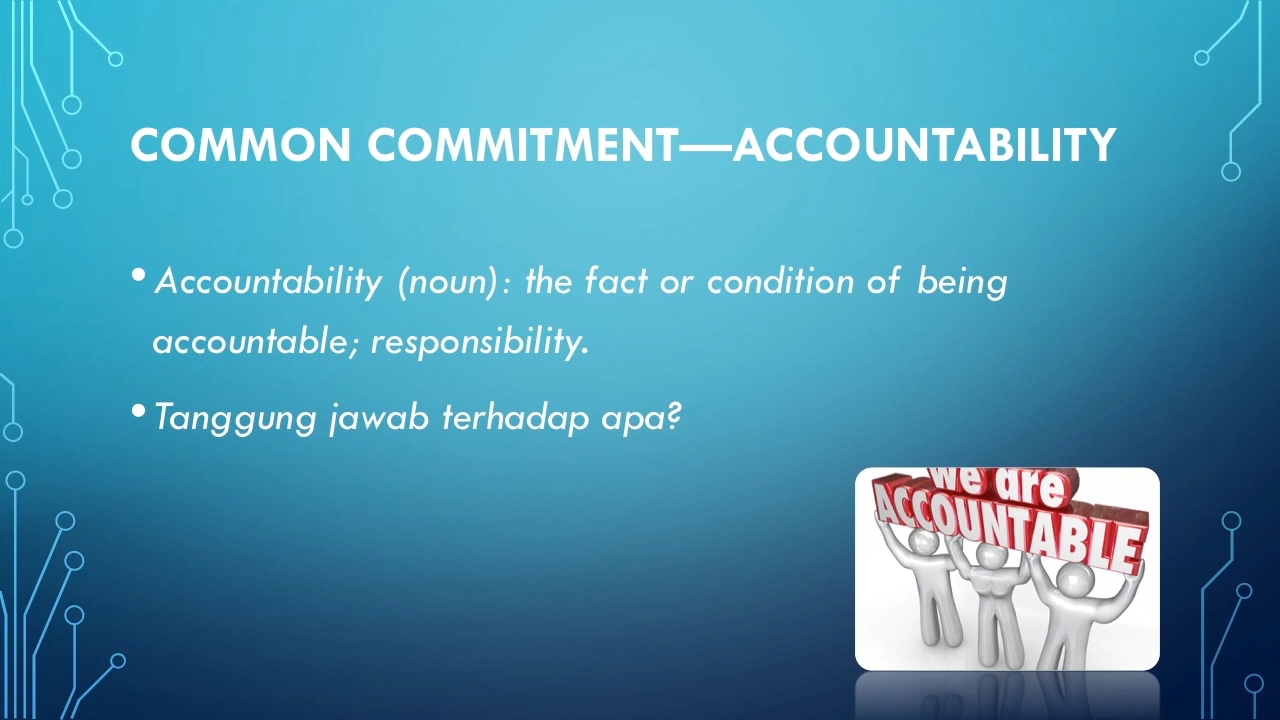 COMMON COMMITMENT—ACCOUNTABILITY
• Accountability (noun): the fact or condition of being
accountable; responsibility.
• Tanggung jawab terhadap apa?
we are
ACCOUNTABLE